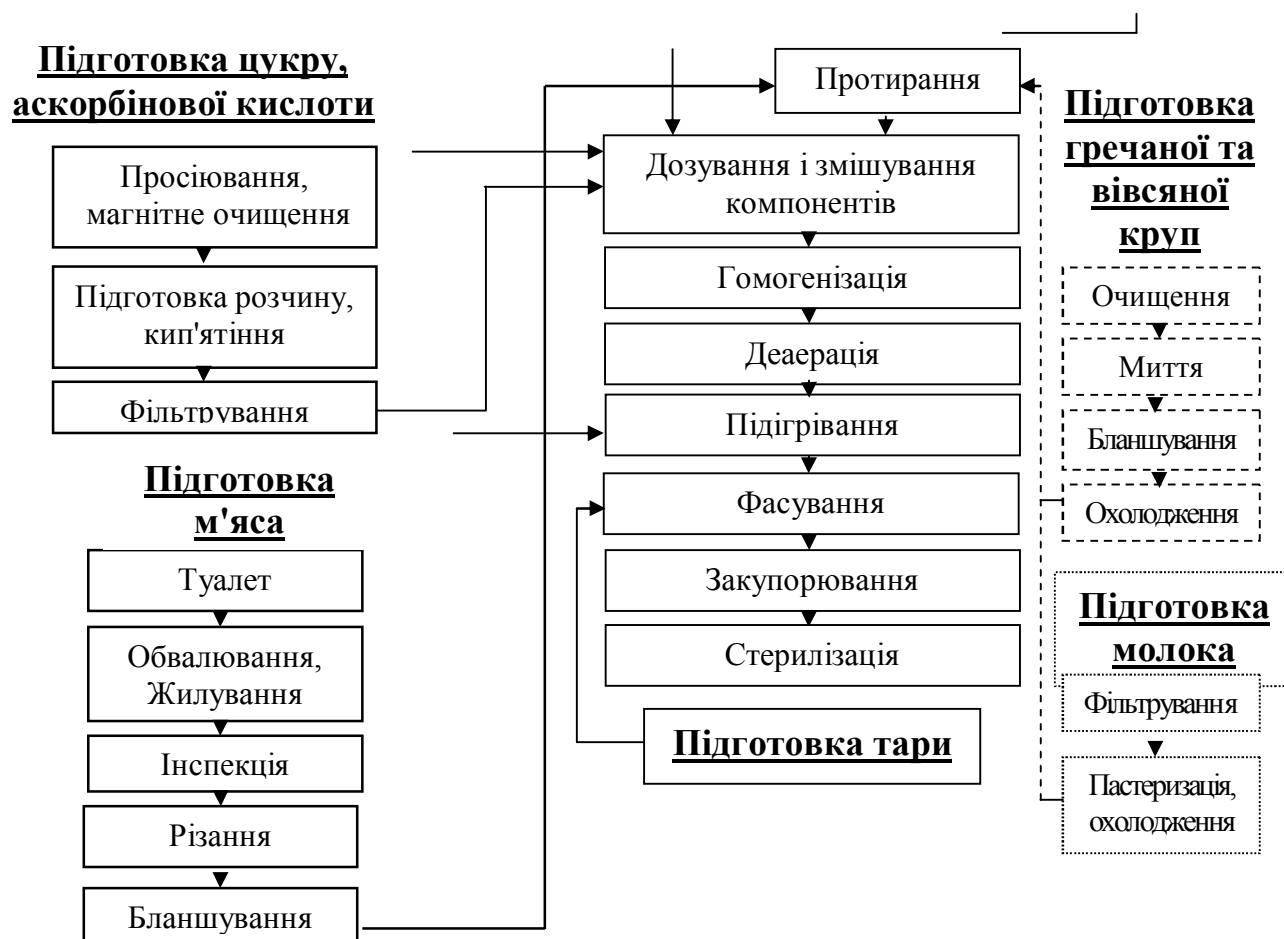 Підготовка цукру,
аскорбінової кислоти
Просіювання,
магнітне очищення
Підготовка розчину,
кип'ятіння
Фільтрування
Підготовка
м'яса
Туалет
Обвалювання,
Жилування
Інспекція
Різання
Бланшування
Протирання
Дозування і змішування
компонентів
Гомогенізація
Деаерація
Підігрівання
Фасування
Закупорювання
Стерилізація
Підготовка тари
Підготовка
гречаної та
вівсяної
круп
Очищення
Миття
Бланшування
Охолодження
Підготовка
молока
Фільтрування
Пастеризація,
охолодження